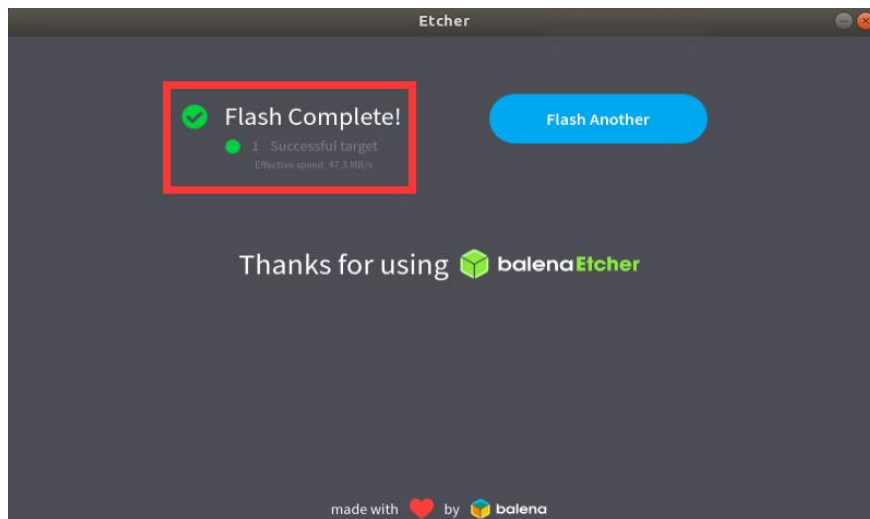 Etcher
Flash Complete!
1 Successful target
Effective speed: 47.3 MB/s
Flash Another
Thanks for using balenaEtcher
made with by balena